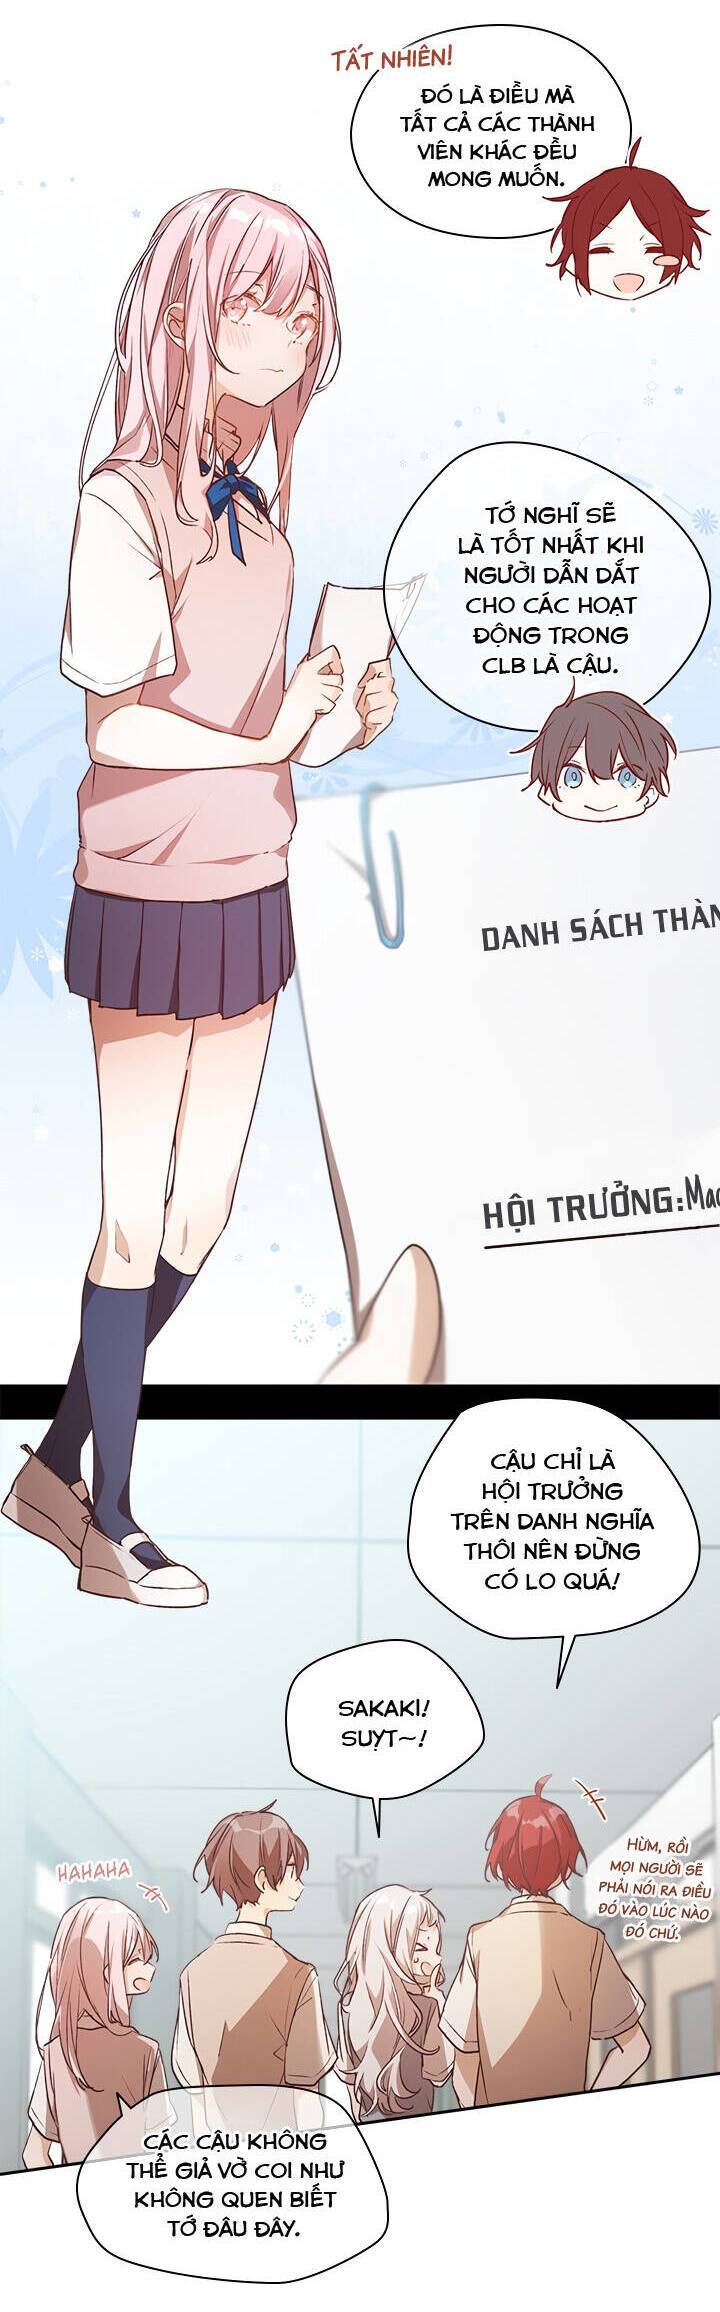 TẤT NHIÊN!
ĐÓ LÀ ĐIỀU MÀ
TẤT CẢ CÁC THÀNH
VIÊN KHÁC ĐỀU
MONG MUỐN.
TỚ NGHĨ SẼ
LÀ TỐT NHẤT KHI
NGƯỜI DẪN DẮT
CHO CÁC HOẠT
ĐỘNG TRONG
CLB LÀ CẬU.
DANH SÁCH THÀN
HỘI TRƯỞNG:Mac
CẬU CHỈ LÀ
HỘI TRƯỞNG
TRÊN DANH NGHĨA
THÔI NÊN ĐỪNG
CÓ LO QUÁ!
SAKAKI!
SUỴT~!
HAHAHA
HỪM, RỒI
MỌI NGƯỜI SẼ
PHẢI NÓI RA ĐIỀU
ĐÓ VÀO LÚC NÀO
ĐÓ CHỨ.
CÁC CẬU KHÔNG
THỂ GIẢ VỜ COI NHƯ
KHÔNG QUEN BIẾT
TỚ ĐÂU ĐẤY.